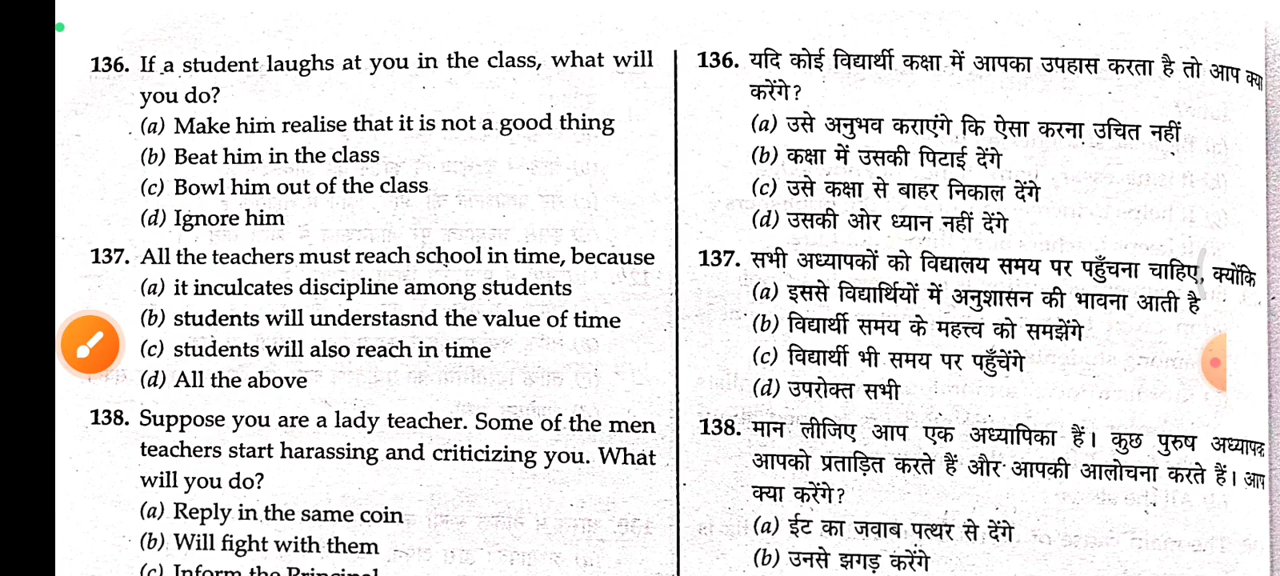 136. If a student laughs at you in the class, what will
you do?
(a) Make him realise that it is not a good thing
(b) Beat him in the class
(c) Bowl him out of the class
(d) Ignore him
137. All the teachers must reach school in time, because
(a) it inculcates discipline among students
(b) students will understasnd the value of time
(c) students will also reach in time
(d) All the above
138. Suppose you are a lady teacher. Some of the men
teachers start harassing and criticizing you. What
will you do?
(a) Reply in the same coin
(b) Will fight with them
(c) Inform the Principal
136. यदि कोई विद्यार्थी कक्षा में आपका उपहास करता है तो आप क्या
करेंगे?
(a) उसे अनुभव कराएंगे कि ऐसा करना उचित नहीं
(b) कक्षा में उसकी पिटाई देंगे
(c) उसे कक्षा से बाहर निकाल देंगे
(d) उसकी ओर ध्यान नहीं देंगे
137. सभी अध्यापकों को विद्यालय समय पर पहुँचना चाहिए, क्योंकि
(a) इससे विद्यार्थियों में अनुशासन की भावना आती है
(b) विद्यार्थी समय के महत्त्व को समझेंगे
(c) विद्यार्थी भी समय पर पहुँचेंगे
(d) उपरोक्त सभी
138. मान लीजिए आप एक अध्यापिका हैं। कुछ पुरुष अध्यापक
आपको प्रताड़ित करते हैं और आपकी आलोचना करते हैं। आप
क्या करेंगे?
(a) ईट का जवाब पत्थर से देंगे
(b) उनसे झगड़ करेंगे